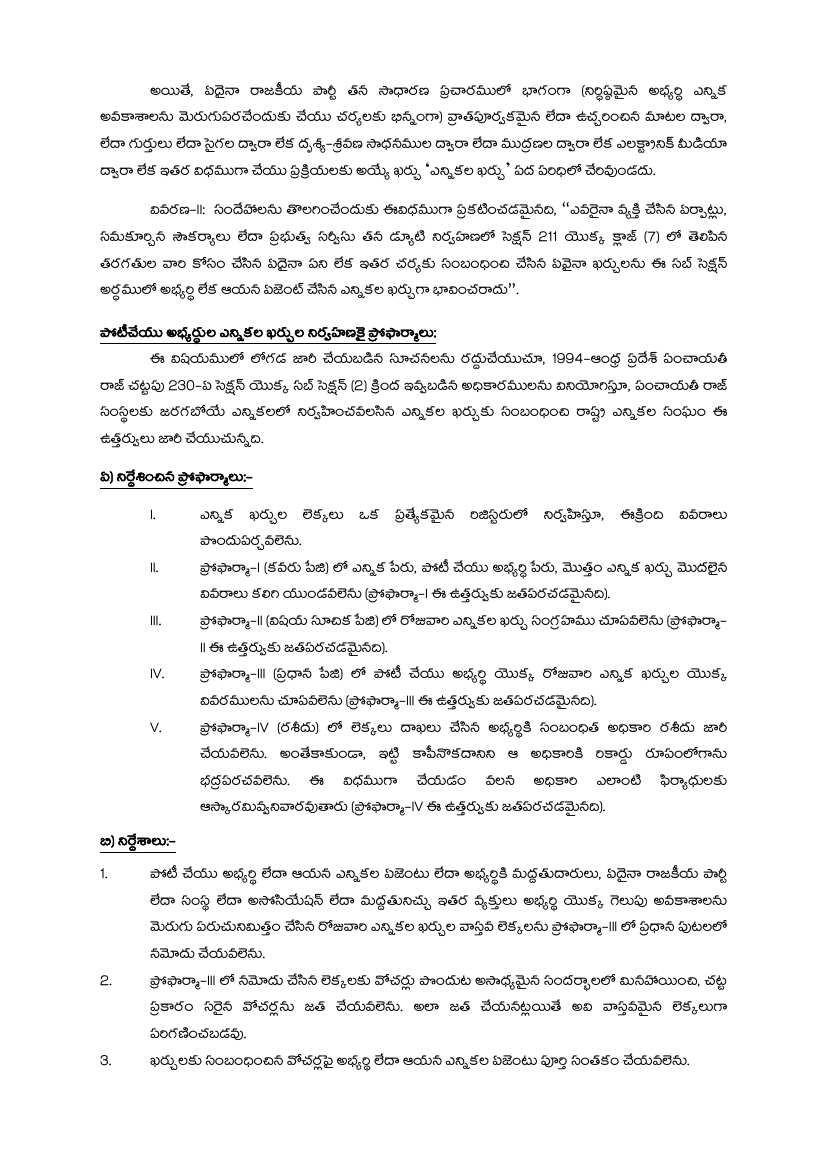 అయితే, ఏదైనా రాజకీయ పార్టీ తన సాధారణ ప్రచారములో భాగంగా (నిర్ధిష్ఠమైన అభ్యర్ధి ఎన్నిక
అవకాశాలను మెరుగుపరచేందుకు చేయు చర్యలకు భిన్నంగా) వ్రాతపూర్వకమైన లేదా ఉచ్చరించిన మాటల ద్వారా,
లేదా గుర్తులు లేదా సైగల ద్వారా లేక దృశ్య-శ్రవణ సాధనముల ద్వారా లేదా ముద్రణల ద్వారా లేక ఎలక్ట్రానిక్ మీడియా
ద్వారా లేక ఇతర విధముగా చేయు ప్రక్రియలకు అయ్యే ఖర్చు ‘ఎన్నికల ఖర్చు’ పద పరిధిలో చేరివుండదు.
వివరణ-II: సందేహాలను తొలగించేందుకు ఈవిధముగా ప్రకటించడమైనది, “ఎవరైనా వ్యక్తి చేసిన ఏర్పాట్లు,
సమకూర్చిన సౌకర్యాలు లేదా ప్రభుత్వ సర్వీసు తన డ్యూటి నిర్వహణలో సెక్షన్ 211 యొక్క క్లాజ్ (7) లో తెలిపిన
తరగతుల వారి కోసం చేసిన ఏదైనా పని లేక ఇతర చర్యకు సంబంధించి చేసిన ఏవైనా ఖర్చులను ఈ సబ్ సెక్షన్
అర్ధములో అభ్యర్ధి లేక ఆయన ఏజెంట్ చేసిన ఎన్నికల ఖర్చుగా భావించరాదు”.
పోటీచేయు అభ్యర్ధుల ఎన్నికల ఖర్చుల నిర్వహణకై ప్రోఫార్మాలు:
ఈ విషయములో లోగడ జారీ చేయబడిన సూచనలను రద్దుచేయుచూ, 1994-ఆంధ్ర ప్రదేశ్ పంచాయతీ
రాజ్ చట్టపు 230-ఏ సెక్షన్ యొక్క సబ్ సెక్షన్ (2) క్రింద ఇవ్వబడిన అధికారములను వినియోగిస్తూ, పంచాయతీ రాజ్
సంస్థలకు జరగబోయే ఎన్నికలలో నిర్వహించవలసిన ఎన్నికల ఖర్చుకు సంబంధించి రాష్ట్ర ఎన్నికల సంఘం ఈ
ఉత్తర్వులు జారీ చేయుచున్నది.
ఏ) నిర్దేశించిన ప్రోఫార్మాలు:-
I. ఎన్నిక ఖర్చుల లెక్కలు ఒక ప్రత్యేకమైన రిజిస్టరులో నిర్వహిస్తూ, ఈక్రింది వివరాలు
పొందుపర్చవలెను.
II. ప్రోఫార్మా-I (కవరు పేజి) లో ఎన్నిక పేరు, పోటీ చేయు అభ్యర్ధి పేరు, మొత్తం ఎన్నిక ఖర్చు మొదలైన
వివరాలు కలిగి యుండవలెను (ప్రోఫార్మా-I ఈ ఉత్తర్వుకు జతపరచడమైనది).
III. ప్రోఫార్మా-II (విషయ సూచిక పేజి) లో రోజువారి ఎన్నికల ఖర్చు సంగ్రహము చూపవలెను (ప్రోఫార్మా-
II ఈ ఉత్తర్వుకు జతపరచడమైనది).
IV. ప్రోఫార్మా-III (ప్రధాన పేజి) లో పోటీ చేయు అభ్యర్ధి యొక్క రోజువారి ఎన్నిక ఖర్చుల యొక్క
వివరములను చూపవలెను (ప్రోఫార్మా-III ఈ ఉత్తర్వుకు జతపరచడమైనది).
V. ప్రోఫార్మా-IV (రశీదు) లో లెక్కలు దాఖలు చేసిన అభ్యర్ధికి సంబంధిత అధికారి రశీదు జారీ
చేయవలెను. అంతేకాకుండా, ఇట్టి కాపీనొకదానిని ఆ అధికారికి రికార్డు రూపంలోగాను
భద్రపరచవలెను. ఈ విధముగా చేయడం వలన అధికారి ఎలాంటి ఫిర్యాధులకు
ఆస్కారమివ్వనివారవుతారు (ప్రోఫార్మా-IV ఈ ఉత్తర్వుకు జతపరచడమైనది).
బి) నిర్దేశాలు:-
1. పోటీ చేయు అభ్యర్ధి లేదా ఆయన ఎన్నికల ఏజెంటు లేదా అభ్యర్ధికి మద్దతుదారులు, ఏదైనా రాజకీయ పార్టీ
లేదా సంస్థ లేదా అసోసియేషన్ లేదా మద్దతునిచ్చు ఇతర వ్యక్తులు అభ్యర్ధి యొక్క గెలుపు అవకాశాలను
మెరుగు పరుచునిమిత్తం చేసిన రోజువారి ఎన్నికల ఖర్చుల వాస్తవ లెక్కలను ప్రోఫార్మా-III లో ప్రధాన పుటలలో
నమోదు చేయవలెను.
2. ప్రోఫార్మా-III లో నమోదు చేసిన లెక్కలకు వోచర్లు పొందుట అసాధ్యమైన సందర్భాలలో మినహాయించి, చట్ట
ప్రకారం సరైన వోచర్లను జత చేయవలెను. అలా జత చేయనట్లయితే అవి వాస్తవమైన లెక్కలుగా
పరిగణించబడవు.
3. ఖర్చులకు సంబంధించిన వోచర్లపై అభ్యర్ధి లేదా ఆయన ఎన్నికల ఏజెంటు పూర్తి సంతకం చేయవలెను.